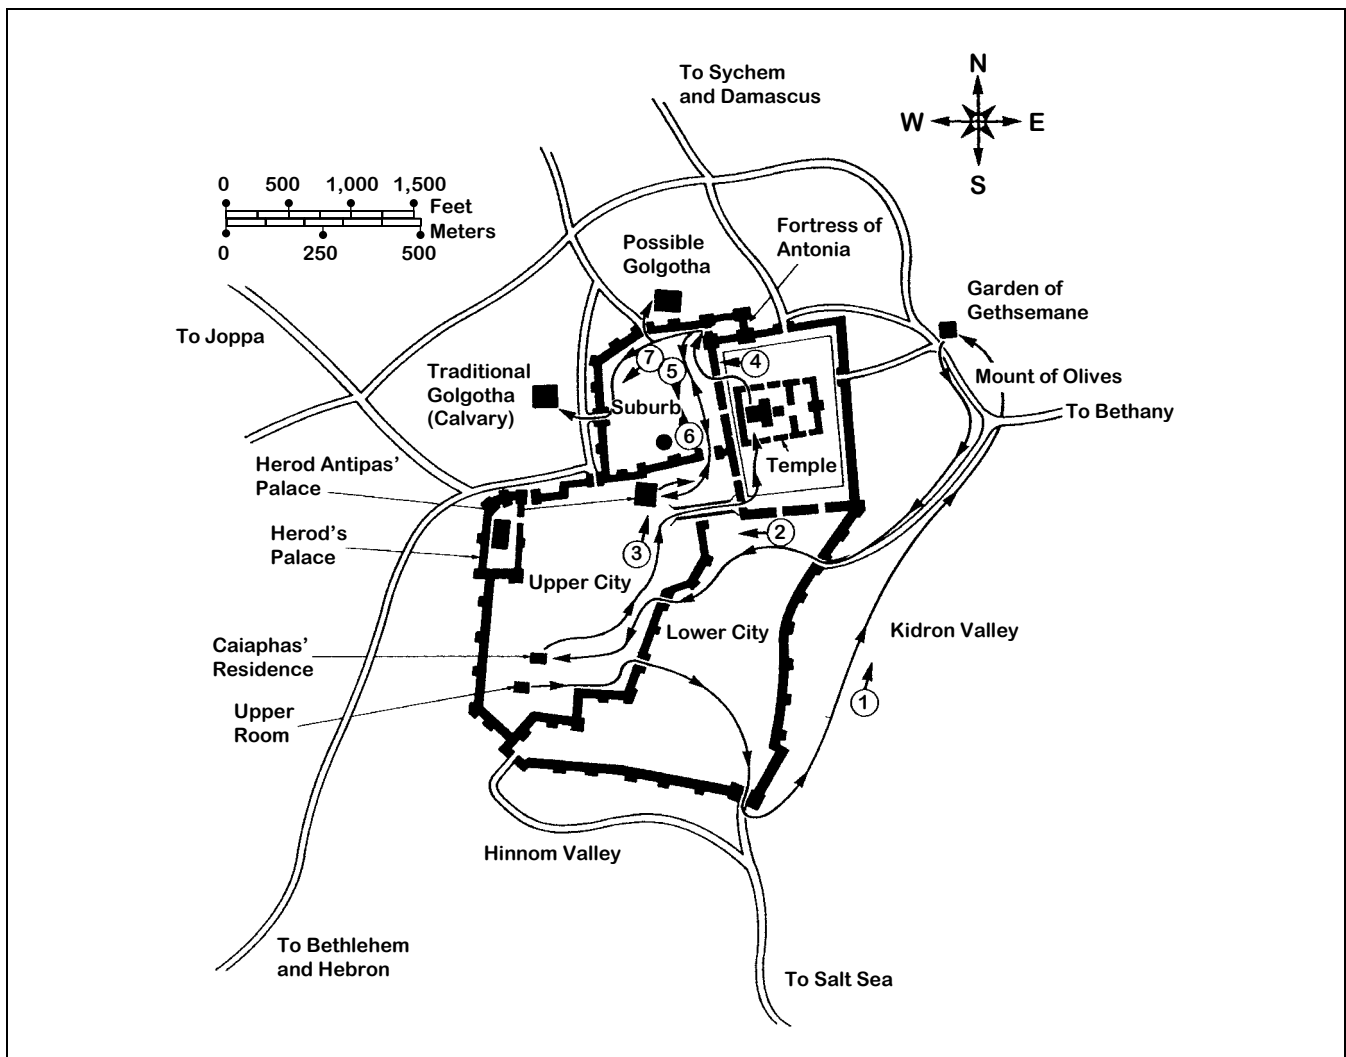 To Sychem
and Damascus
N
W
E
S
0 500 1,000 1,500
Feet
Meters
0 250 500
Possible
Golgotha
Fortress of
Antonia
Garden of
Gethsemane
To Joppa
Traditional
Golgotha
(Calvary)
7
5
4
Mount of Olives
Suburb
To Bethany
6
Herod Antipas'
Palace
Temple
Herod's
Palace
3
2
Upper City
Lower City
Kidron Valley
Caiaphas'
Residence
1
Upper
Room
Hinnom Valley
To Bethlehem
and Hebron
To Salt Sea